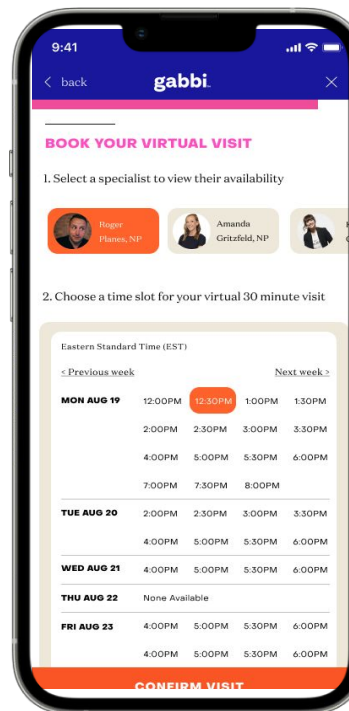 9:41
< back
gabbi.
BOOK YOUR VIRTUAL VISIT
1. Select a specialist to view their availability
Roger
Planes, NP
Amanda
Gritzfeld, NP
2. Choose a time slot for your virtual 30 minute visit
Eastern Standard Time (EST)
< Previous week Next week >
MON AUG 19 12:00PM 12:30PM 1:00PM 1:30PM
2:00PM 2:30PM 3:00PM 3:30PM
4:00PM 5:00PM 5:30PM 6:00PM
7:00PM 7:30PM 8:00PM
TUE AUG 20 2:00PM 2:30PM 3:00PM 3:30PM
4:00PM 5:00PM 5:30PM 6:00PM
WED AUG 21 4:00PM 5:00PM 5:30PM 6:00PM
THU AUG 22 None Available
FRI AUG 23 4:00PM 5:00PM 5:30PM 6:00PM
4:00PM 5:00PM 5:30PM 6:00PM
CONFIRM VISIT